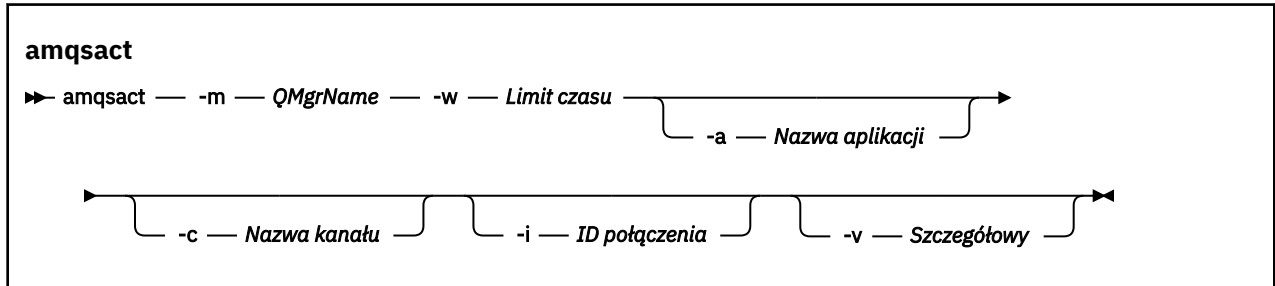 amqsact
amqsact -m QMgrName -w Limit czasu
-a Nazwa aplikacji
-c Nazwa kanału -i ID połączenia -v Szczegółowy